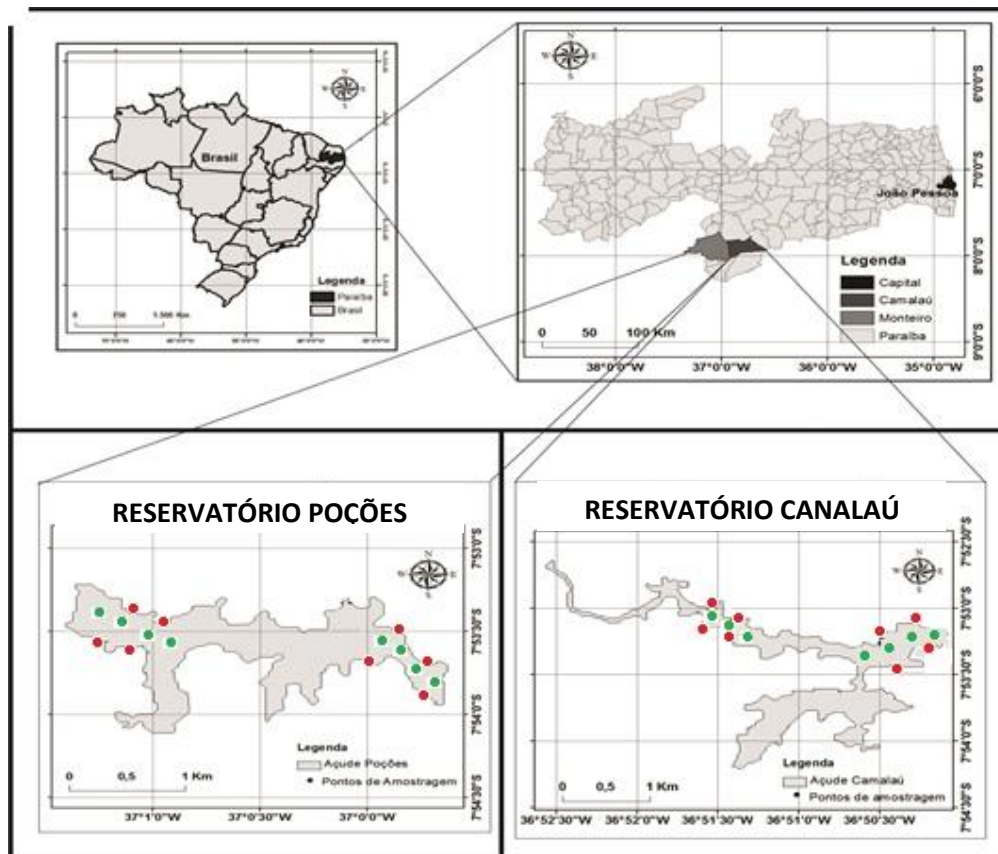 N
Brasil
Legenda
Paraíba
Brasil
N
6°0'0"S
7°0'0"S
8°0'0"S
9°0'0"S
João Pessoa
Legenda
Capital
Camalaú
Monteiro
Paraíba
0 50 100 Km
38°0'0"W 37°0'0"W 36°0'0"W 35°0'0"W
RESERVATÓRIO POÇÕES
N
7°53'0"S
7°53'30"S
7°54'0"S
7°54'30"S
Legenda
Açude Poções
Pontos de Amostragem
0 0,5 1 Km
37°1'0"W 37°0'30"W 37°0'0"W
RESERVATÓRIO CANALAÚ
N
7°52'30"S
7°53'0"S
7°53'30"S
7°54'0"S
7°54'30"S
Legenda
Açude Camalaú
Pontos de amostragem
0 0,5 1 Km
36°52'30"W 36°52'0"W 36°51'30"W 36°51'0"W 36°50'30"W